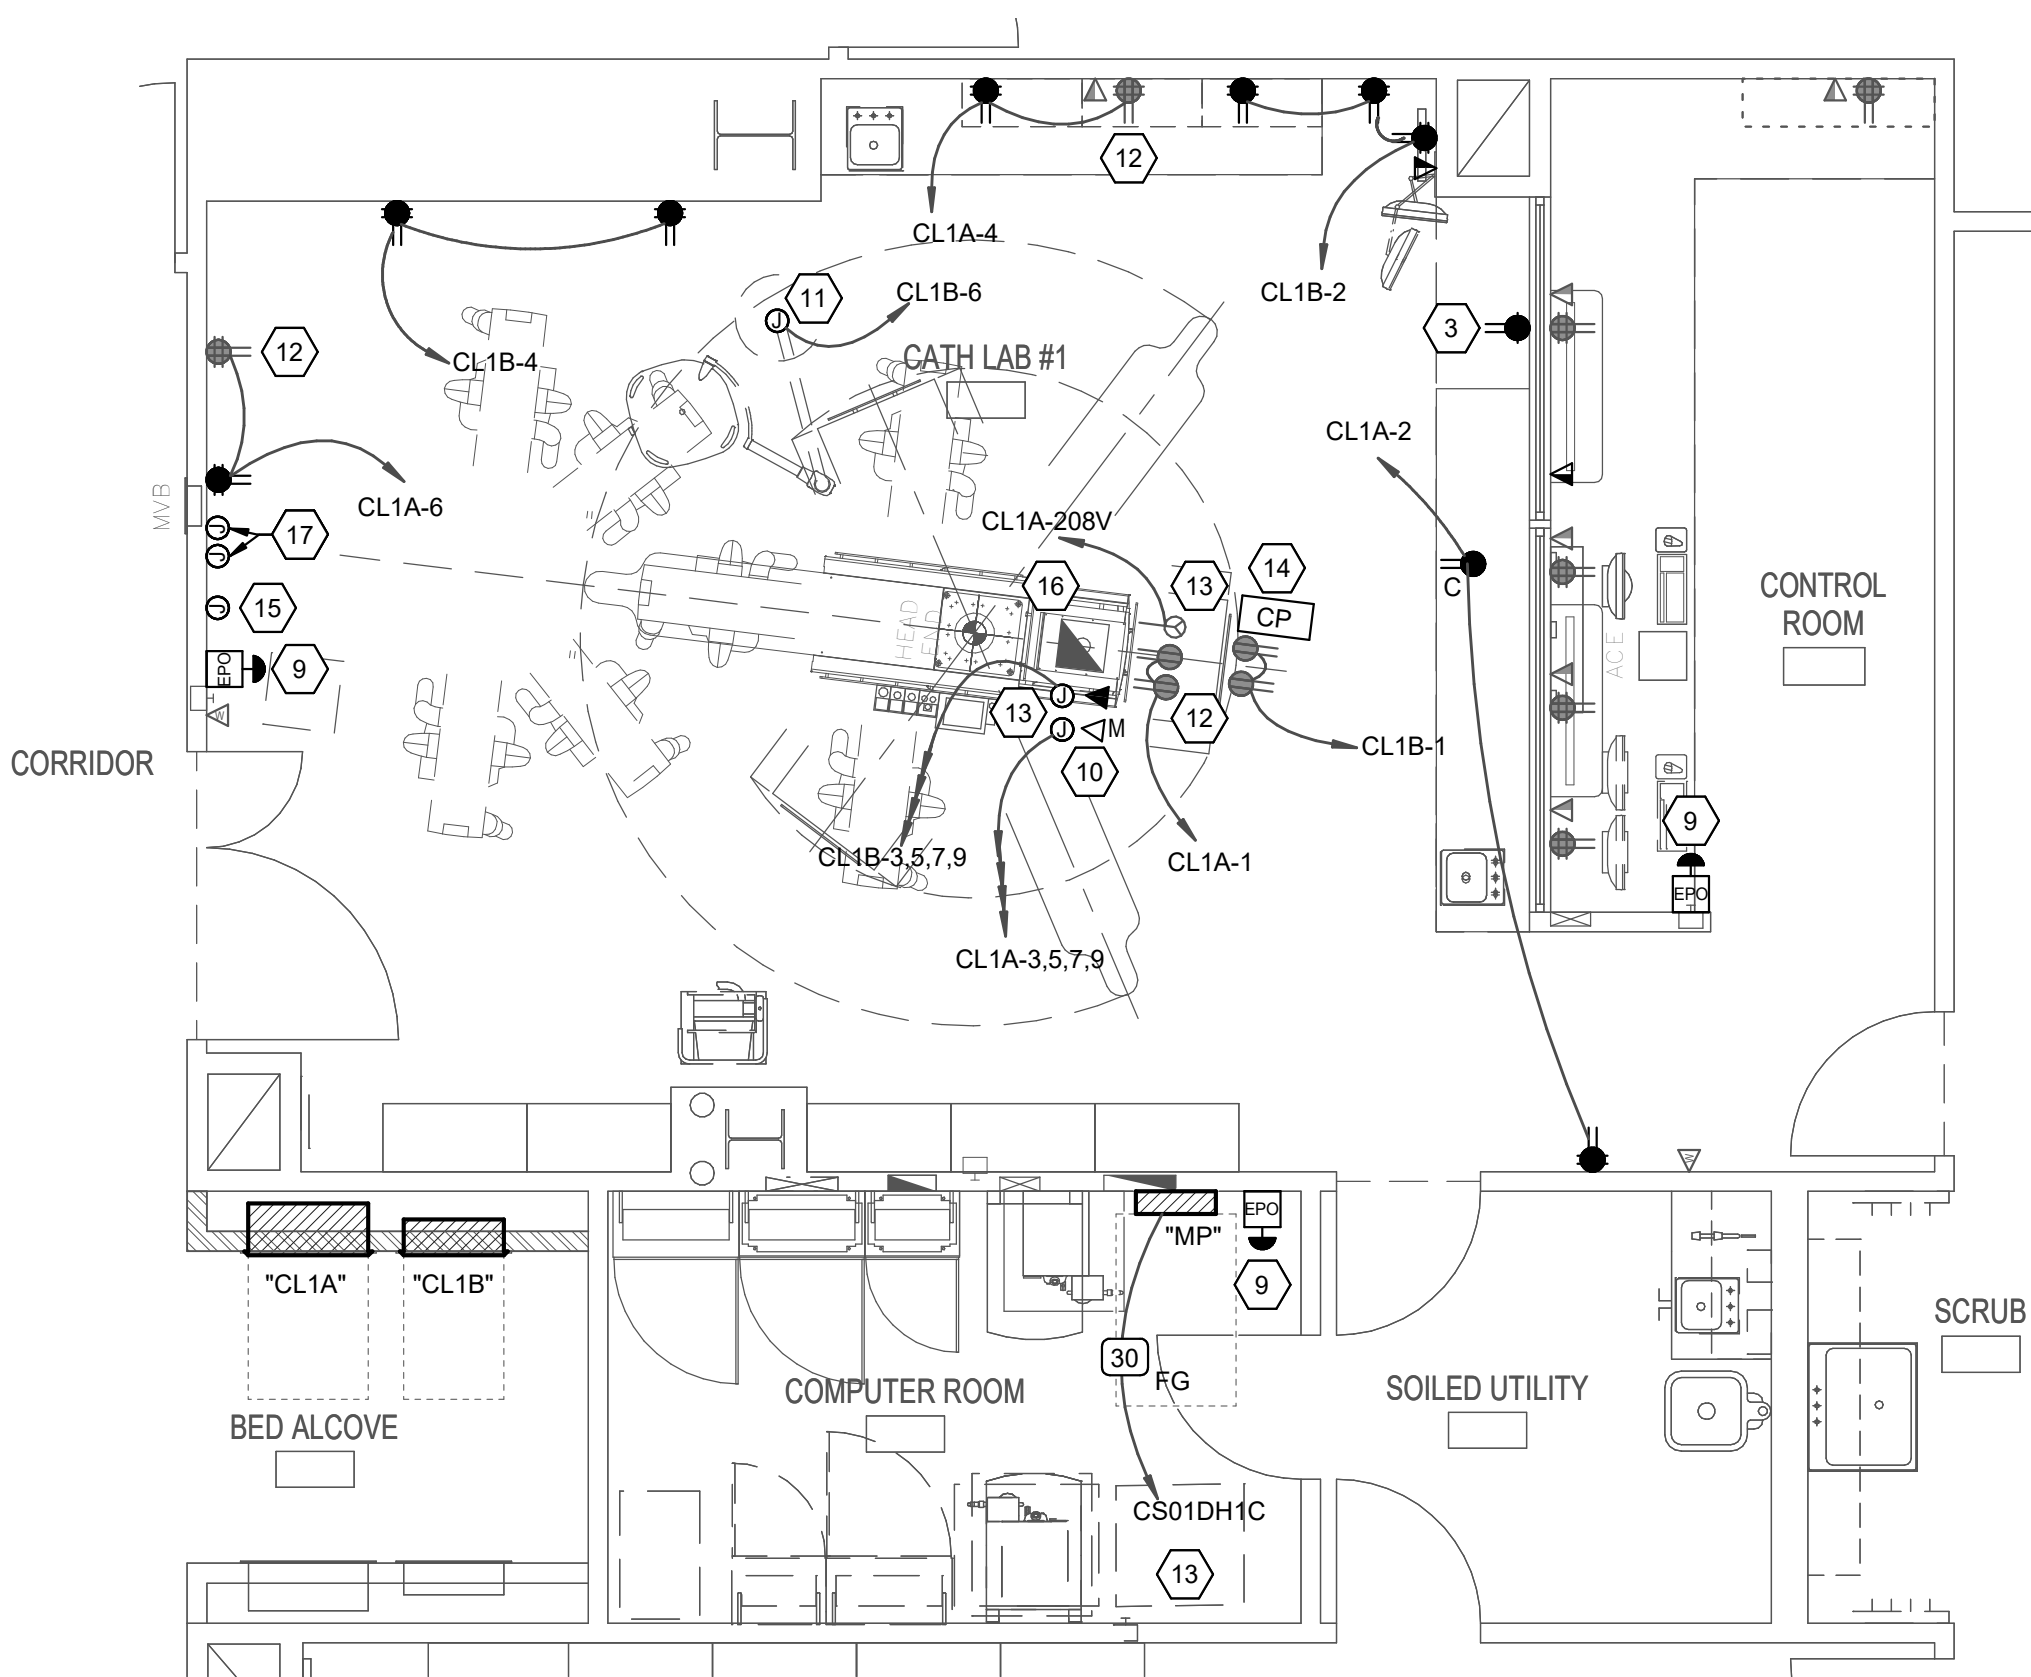 12
CL1A-4
11
CL1B-6
CL1B-2
J
3
12
CL1B-4
CATH LAB #1
CL1A-2
MVB
CL1A-6
CL1A-208V
J
17
J
16
13
14
C
CONTROL
ROOM
J
15
CP
HEAD
END
ACE
EPO
9
J
13
12
W
J
M
CL1B-1
CORRIDOR
10
9
CL1B-3,5,7,9
CL1A-1
EPO
CL1A-3,5,7,9
W
EPO
"MP"
"CL1A"
"CL1B"
9
SCRUB
30
FG
COMPUTER ROOM
SOILED UTILITY
BED ALCOVE
CS01DH1C
13